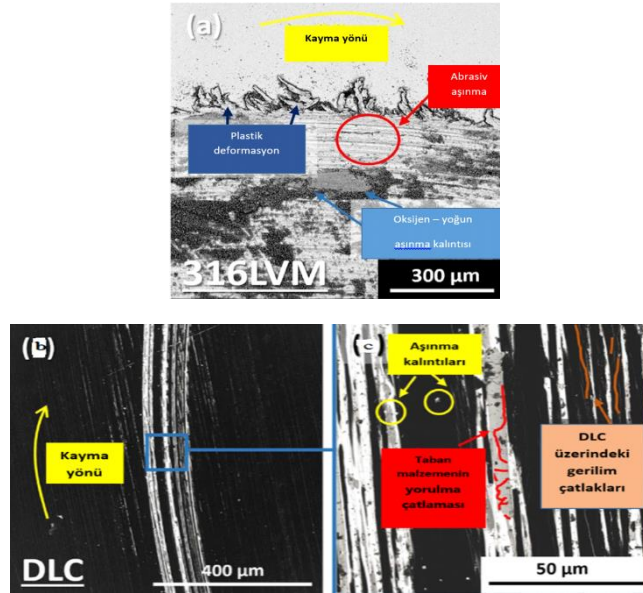 (a)
Kayma yönü
Abrasiv
aşınma
Plastik
deformasyon
Oksijen – yoğun
aşınma kalıntısı
316LVM
300 µm
(b)
Kayma
yönü
DLC
400 µm
(c)
Aşınma
kalıntıları
Taban
malzemenin
yorulma
çatlaması
DLC
üzerindeki
gerilim
çatlakları
50 µm